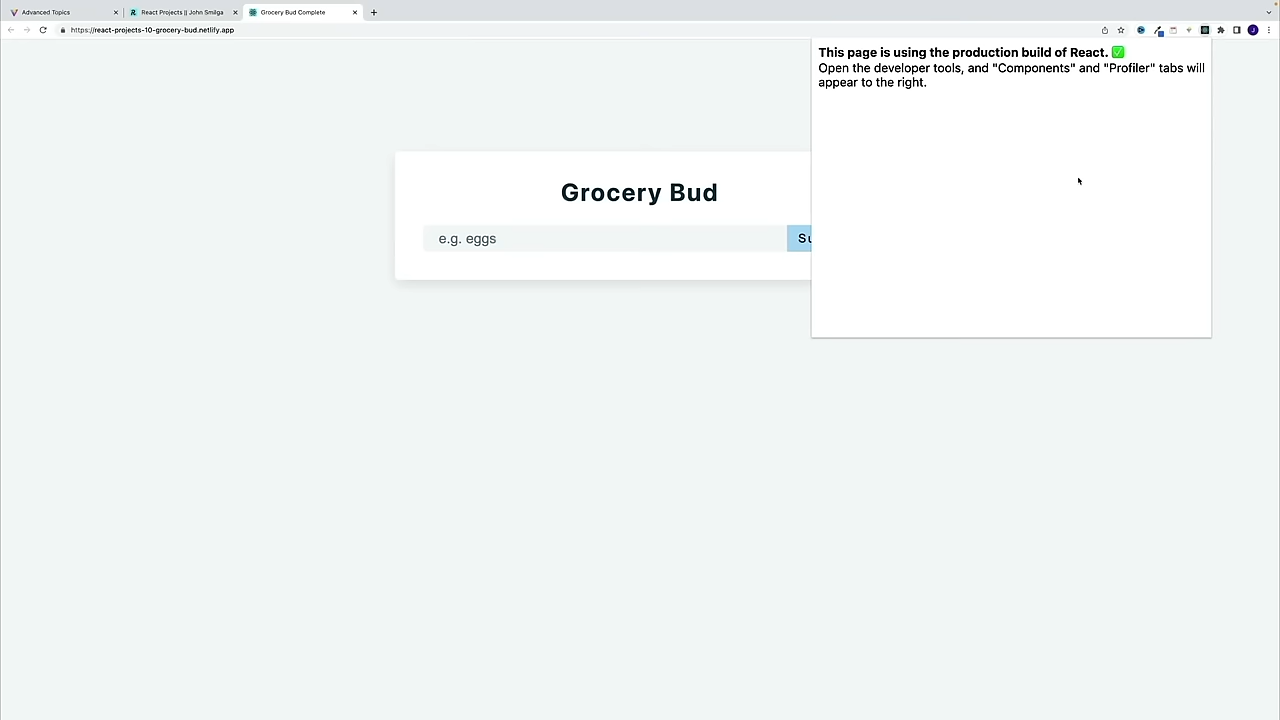 Advanced Topics
React Projects || John Smilga
Grocery Bud Complete
https://react-projects-10-grocery-bud.netlify.app
J
This page is using the production build of React. ✅
Open the developer tools, and "Components" and "Profiler" tabs will
appear to the right.
Grocery Bud
e.g. eggs
Su